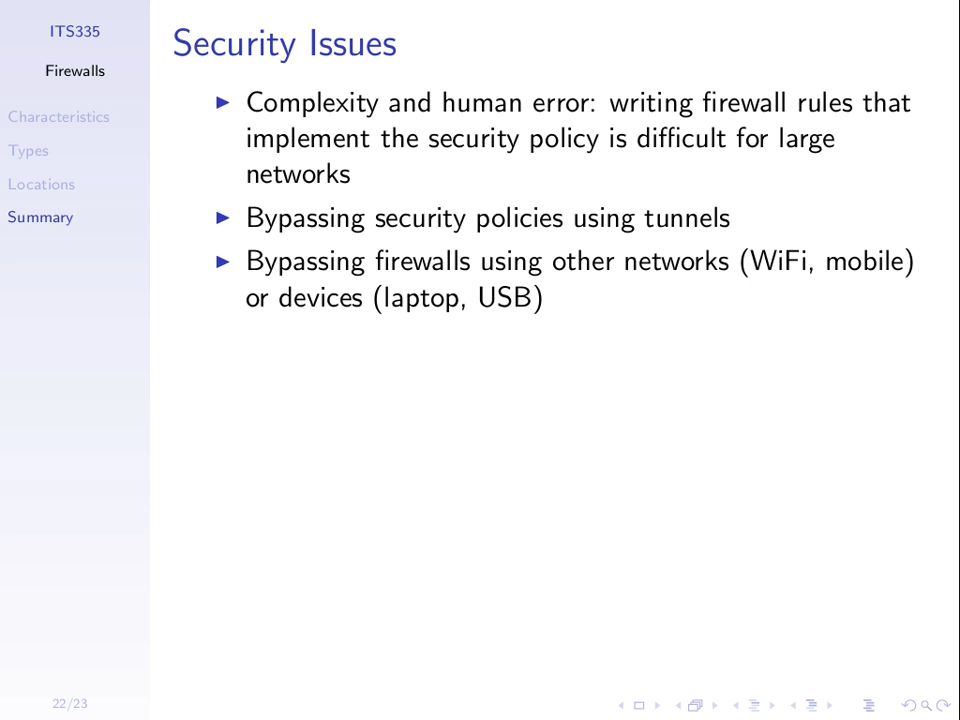 ITS335
Firewalls
Characteristics
Types
Locations
Summary
Security Issues
Complexity and human error: writing firewall rules that
implement the security policy is difficult for large
networks
Bypassing security policies using tunnels
Bypassing firewalls using other networks (WiFi, mobile)
or devices (laptop, USB)
22/23